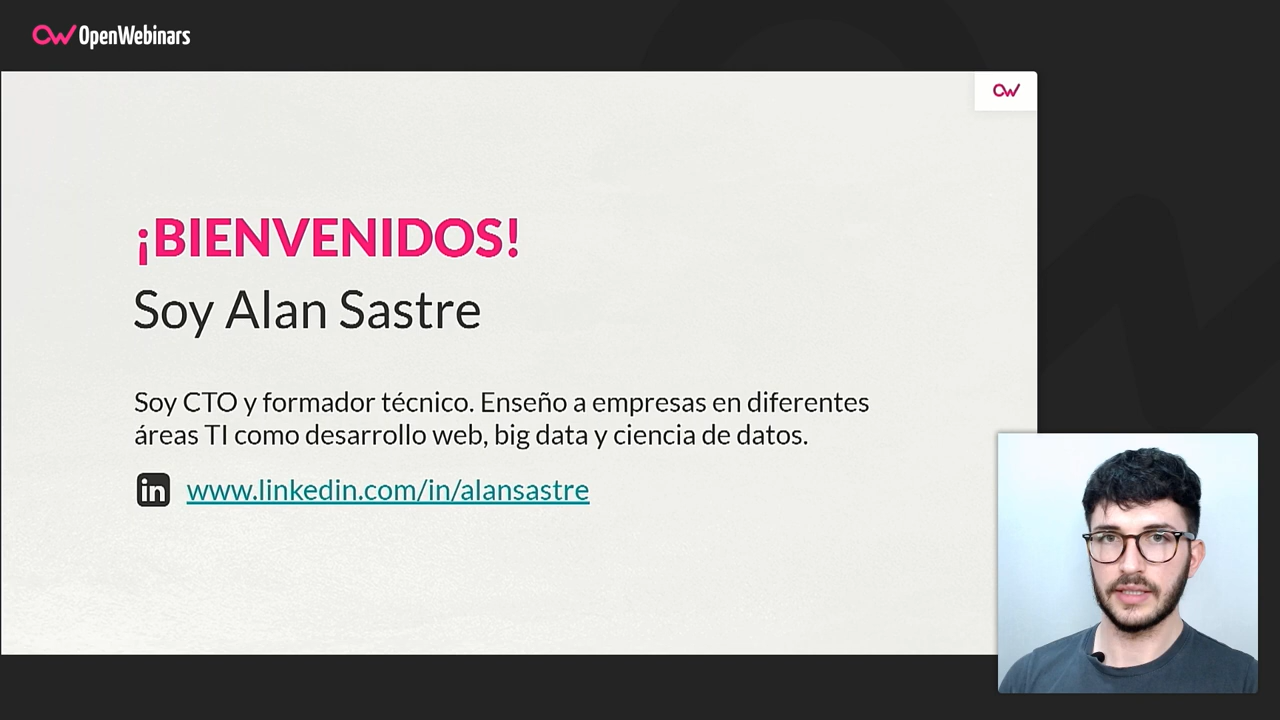 OpenWebinars
¡BIENVENIDOS!
Soy Alan Sastre
Soy CTO y formador técnico. Enseño a empresas en diferentes
áreas TI como desarrollo web, big data y ciencia de datos.
in www.linkedin.com/in/alansastre